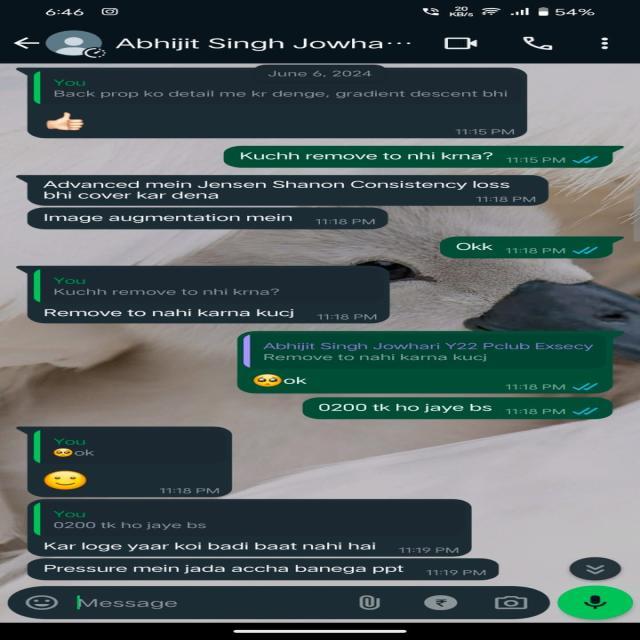 6:46
20
KB/s
54%
Abhijit Singh Jowha...
June 6, 2024
You
Back prop ko detail me kr denge, gradient descent bhi
11:15 PM
Kuchh remove to nhi krna? 11:15 PM
Advanced mein Jensen Shanon Consistency loss
bhi cover kar dena
11:18 PM
Image augmentation mein 11:18 PM
Okk 11:18 PM
You
Kuchh remove to nhi krna?
Remove to nahi karna kucj 11:18 PM
Abhijit Singh Jowhari Y22 Pclub Exsecy
Remove to nahi karna kucj
🥺ok
11:18 PM
0200 tk ho jaye bs 11:18 PM
You
🥺ok
11:18 PM
You
0200 tk ho jaye bs
Kar loge yaar koi badi baat nahi hai 11:19 PM
Pressure mein jada accha banega ppt 11:19 PM
Message
₹